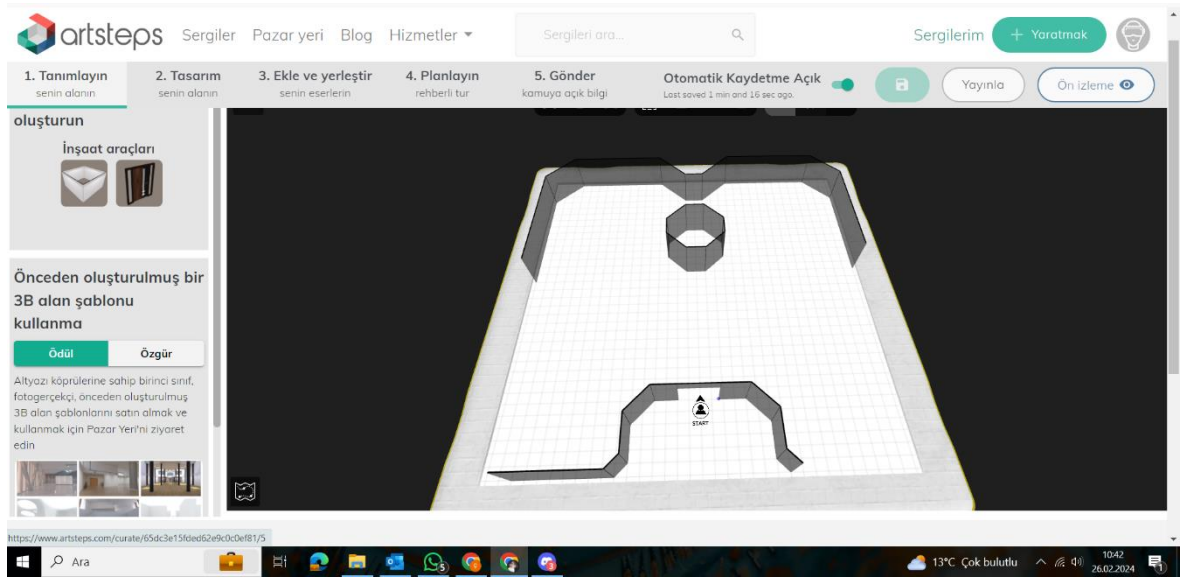 artsteps
Sergiler Pazar yeri Blog Hizmetler
Sergileri ara...
Sergilerim
+ Yaratmak
1. Tanımlayın
senin alanın
2. Tasarım
senin alanın
3. Ekle ve yerleştir
senin eserlerin
4. Planlayın
rehberli tur
5. Gönder
kamuya açık bilgi
Otomatik Kaydetme Açık
Last saved 1 min and 16 sec ago.
Yayınla
Ön izleme
oluşturun
İnşaat araçları
Önceden oluşturulmuş bir
3B alan şablonu
kullanma
Ödül
Özgür
Altyazı köprülerine sahip birinci sınıf,
fotogerçekçi, önceden oluşturulmuş
3B alan şablonlarını satın almak ve
kullanmak için Pazar Yeri'ni ziyaret
edin
START
https://www.artsteps.com/curate/65dc3e15fded62e9c0c0ef81/5
Ara
5
13°C Çok bulutlu
10:42
26.02.2024